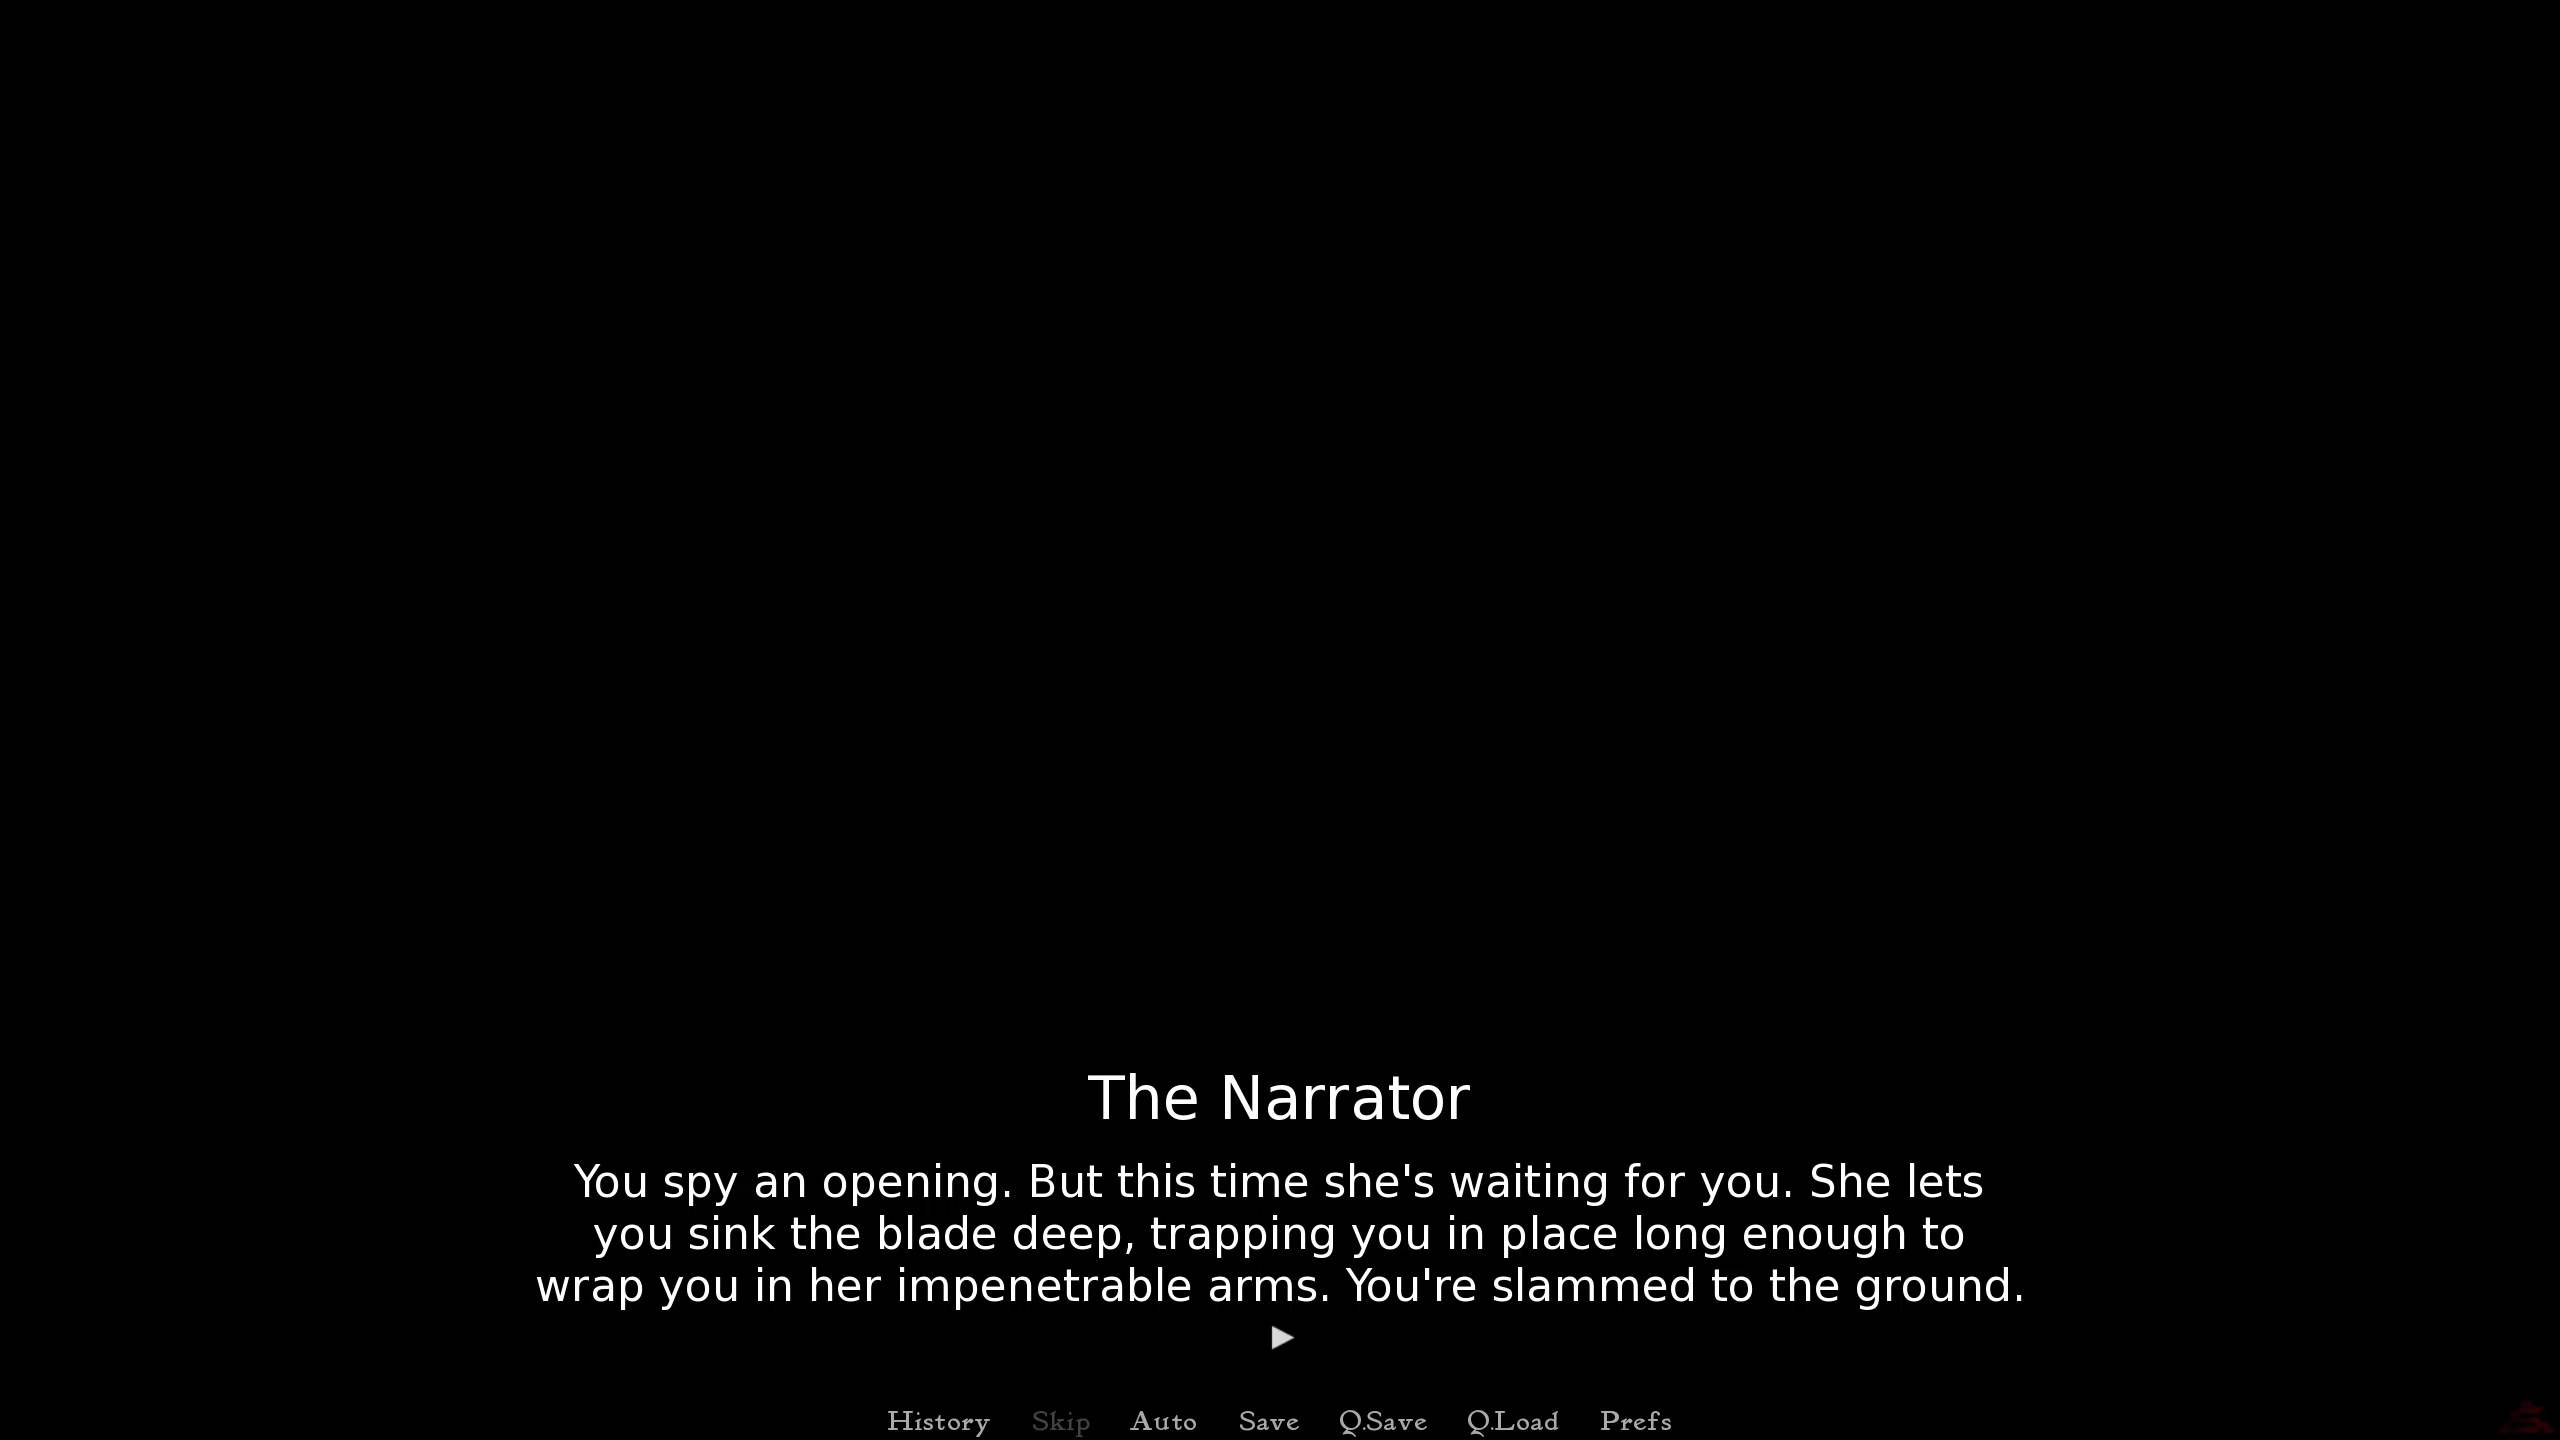 The Narrator
You spy an opening. But this time she's waiting for you. She lets
you sink the blade deep, trapping you in place long enough to
wrap you in her impenetrable arms. You're slammed to the ground.
History Skip Auto Save Q.Save Q.Load Prefs